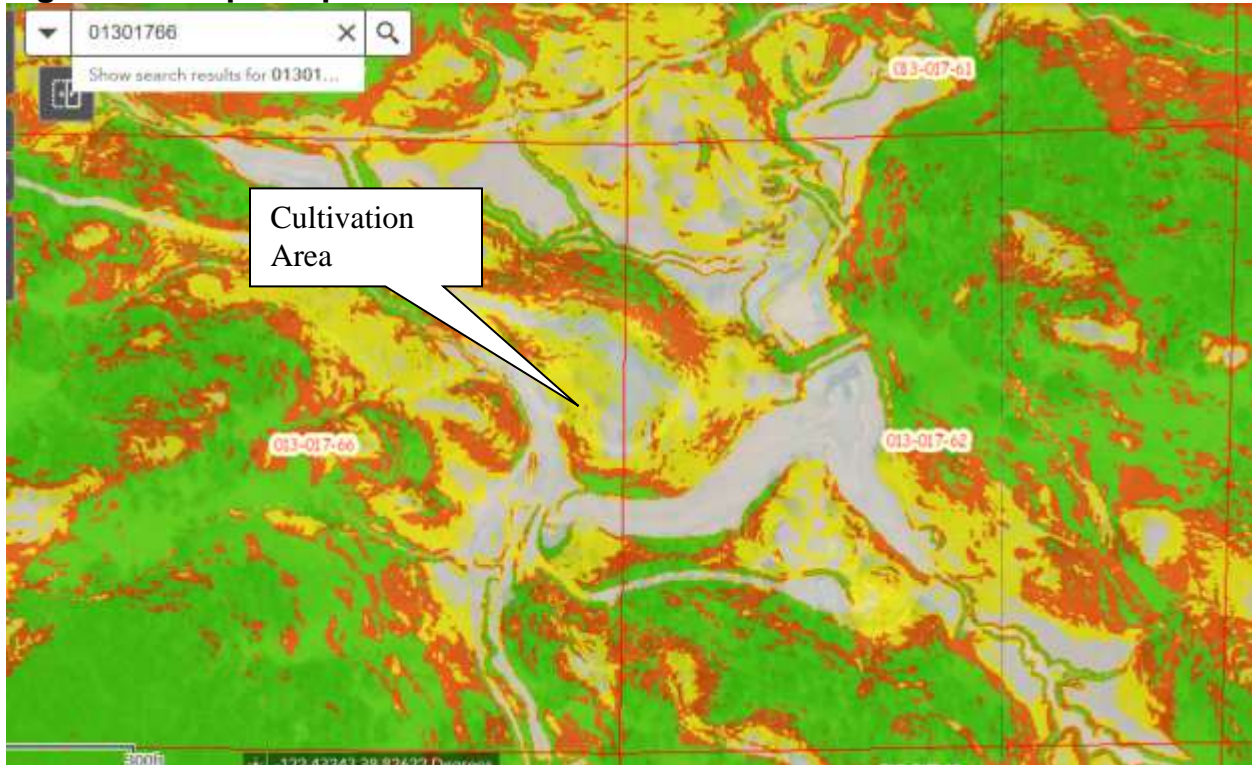 01301766
Show search results for 01301...
013-017-61
Cultivation
Area
013-017-66
013-017-62
300ft
-122.43243 38.82622 Degrees